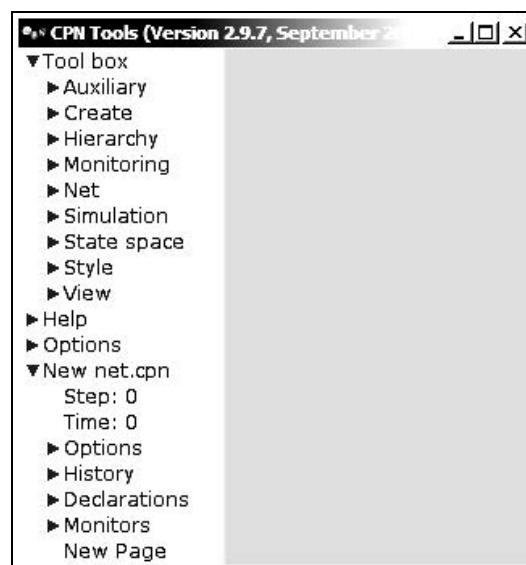 CPN Tools (Version 2.9.7, September
Tool box
Auxiliary
Create
Hierarchy
Monitoring
Net
Simulation
State space
Style
View
Help
Options
New net.cpn
Step: 0
Time: 0
Options
History
Declarations
Monitors
New Page